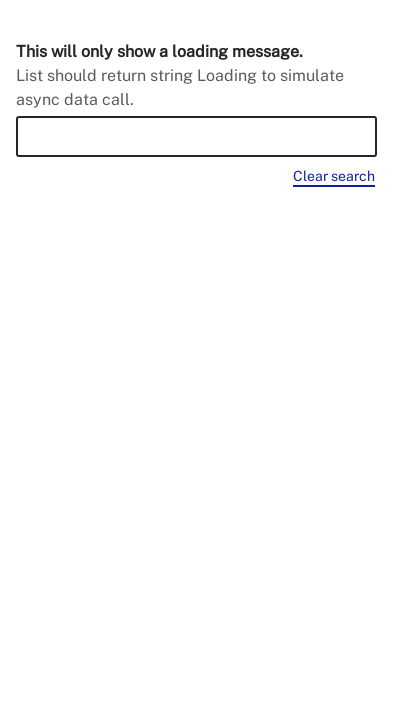 This will only show a loading message.
List should return string Loading to simulate
async data call.
Clear search